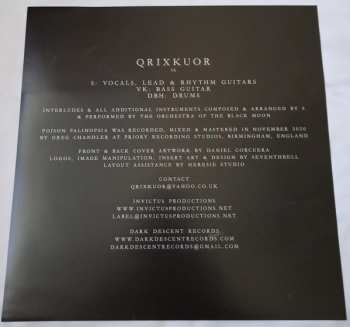 QRIXKUOR
S: VOCALS, LEAD & RHYTHM GUITARS
VK: BASS GUITAR
DBH: DRUMS
INTERLUDES & ALL ADDITIONAL INSTRUMENTS COMPOSED & ARRANGED BY S
& PERFORMED BY THE ORCHESTRA OF THE BLACK MOON
POISON PALINOPSIA WAS RECORDED, MIXED & MASTERED IN NOVEMBER 2020
BY GREG CHANDLER AT PRIORY RECORDING STUDIOS, BIRMINGHAM, ENGLAND
FRONT & BACK COVER ARTWORK BY DANIEL CORCUERA
LOGOS, IMAGE MANIPULATION, INSERT ART & DESIGN BY SEVENTHBELL
LAYOUT ASSISTANCE BY HERESIE STUDIO
CONTACT
QRIXKUOR@YAHOO.CO.UK
INVICTUS PRODUCTIONS
WWW.INVICTUSPRODUCTIONS.NET
LABEL@INVICTUSPRODUCTIONS.NET
DARK DESCENT RECORDS
WWW.DARKDESCENTRECORDS.COM
DARKDESCENTRECORDS@GMAIL.COM